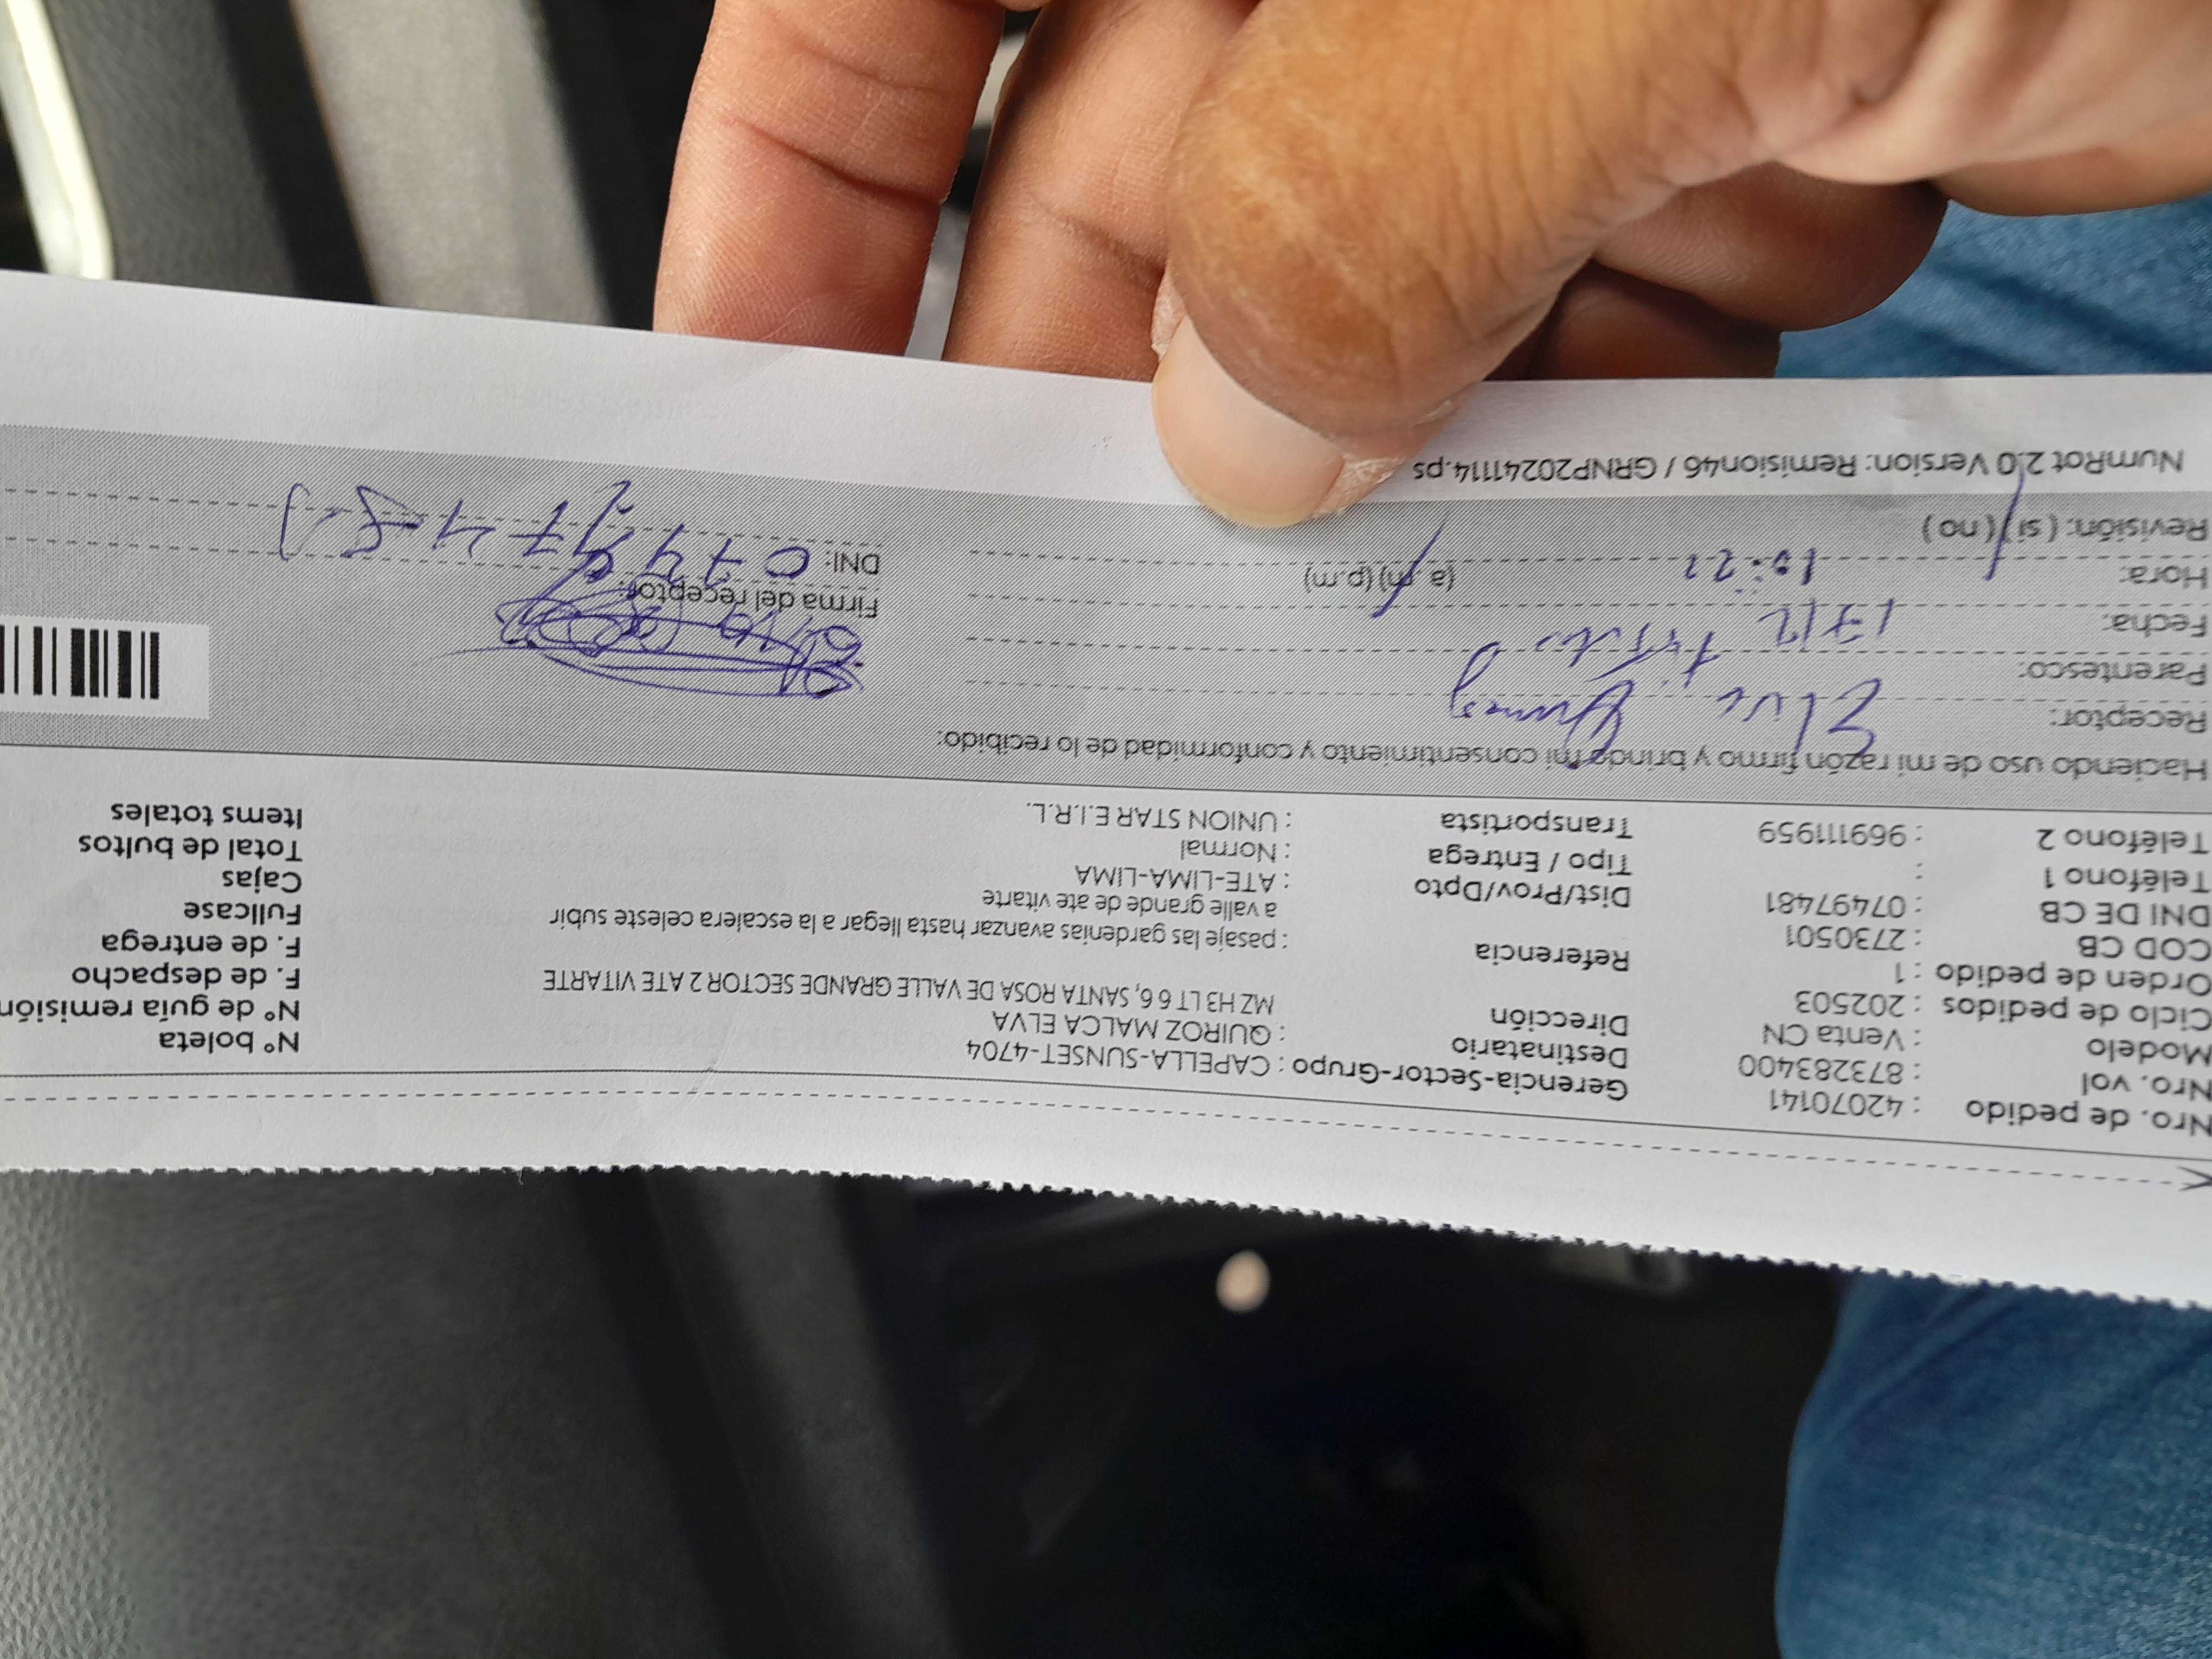 Nro. de pedido : 42070141 Gerencia-Sector-Grupo : CAPELLA-SUNSET-4704 N° boleta
Nro. vol : 873283400 Destinatario : QUIROZ MALCA ELVA N° de guía remisión
Modelo : Venta CN Dirección MZ H3 LT 6 6, SANTA ROSA DE VALLE GRANDE SECTOR 2 ATE VITARTE F. de despacho
Ciclo de pedidos : 202503 F. de entrega
Orden de pedido : 1 Referencia : pasaje las gardenias avanzar hasta llegar a la escalera celeste subir Fullcase
COD CB : 2730501 a valle grande de ate vitarte Cajas
DNI DE CB : 07497481 Dist/Prov/Dpto : ATE-LIMA-LIMA Total de bultos
Teléfono 1 : Tipo / Entrega : Normal Items totales
Teléfono 2 : 969111959 Transportista : UNION STAR E.I.R.L.
Haciendo uso de mi razón firmo y brindo mi consentimiento y conformidad de lo recibido:
Receptor:
Parentesco: Firma del receptor:
Fecha: 17/2 DNI:
Hora: 10:22 (a.m) (p.m)
Revisión: ( si ) ( no )
NumRot 2.0 Version: Remision46 / GRNP20241114.ps